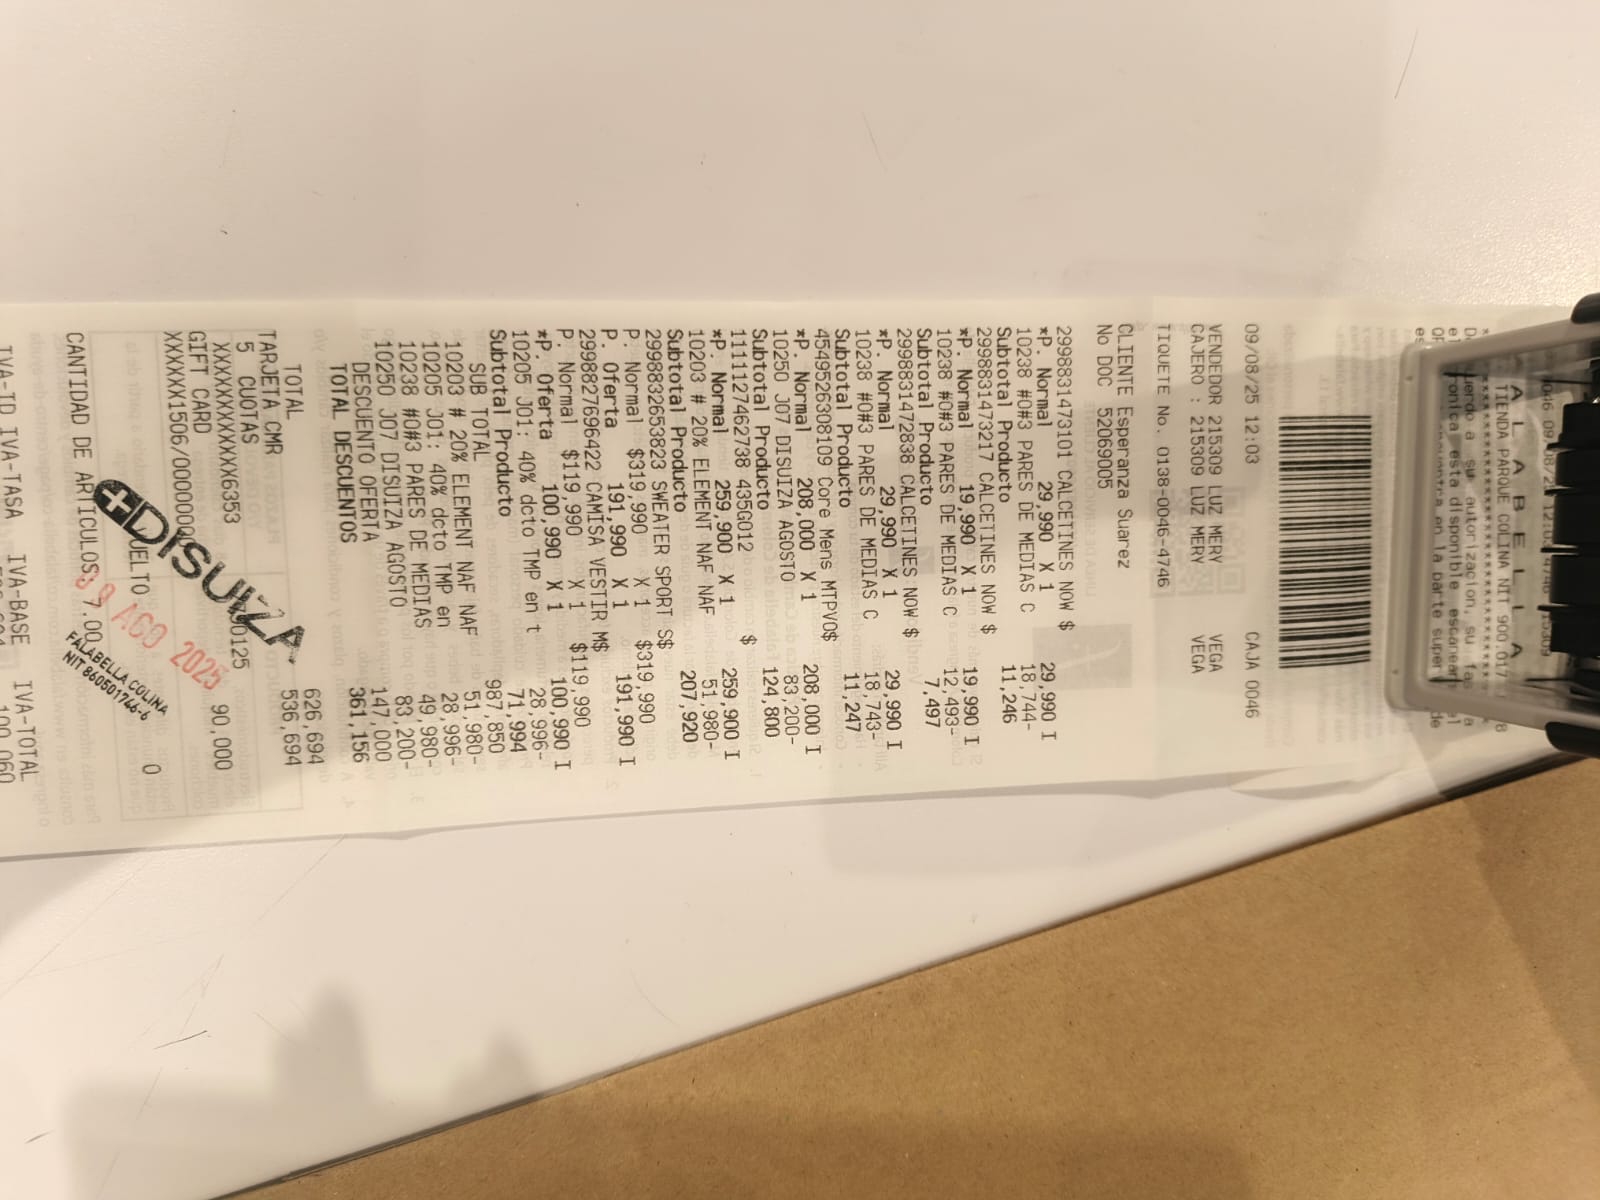 F A L A B E L L A
TIENDA PARQUE COLINA NIT 900.017
09/08/25 12:03 CAJA 0046
VENDEDOR 215309 LUZ MERY VEGA
CAJERO : 215309 LUZ MERY VEGA
TIQUETE No. 0138-0046-4746
CLIENTE Esperanza Suarez
No DOC 52069005
2998831473101 CALCETINES NOW $
*P. Normal 29,990 X 1 29,990 I
10238 #0#3 PARES DE MEDIAS C 18,744-
Subtotal Producto 11,246
2998831473217 CALCETINES NOW $
*P. Normal 19,990 X 1 19,990 I
10238 #0#3 PARES DE MEDIAS C 12,493-
Subtotal Producto 7,497
2998831472838 CALCETINES NOW $
*P. Normal 29,990 X 1 29,990 I
10238 #0#3 PARES DE MEDIAS C 18,743-
Subtotal Producto 11,247
4549526308109 Core Mens MTPVO$
*P. Normal 208,000 X 1 208,000 I
10250 J07 DISUIZA AGOSTO 83,200-
Subtotal Producto 124,800
1111127462738 435G012 $
*P. Normal 259,900 X 1 259,900 I
10203 # 20% ELEMENT NAF NAF 51,980-
Subtotal Producto 207,920
2998832653823 SWEATER SPORT S$
P. Normal $319,990 X 1 $319,990
P. Oferta 191,990 X 1 191,990 I
2998827696422 CAMISA VESTIR M$
P. Normal $119,990 X 1 $119,990
*P. Oferta 100,990 X 1 100,990 I
10205 J01: 40% dcto TMP en t 28,996-
Subtotal Producto 71,994
SUB TOTAL 987,850
10203 # 20% ELEMENT NAF NAF 51,980-
10205 J01: 40% dcto TMP en 28,996-
10238 #0#3 PARES DE MEDIAS 49,980-
10250 J07 DISUIZA AGOSTO 83,200-
DESCUENTO OFERTA 147,000
TOTAL DESCUENTOS 361,156
TOTAL 626,694
TARJETA CMR 536,694
5 CUOTAS
XXXXXXXXXXXX6353
GIFT CARD 90,000
VUELTO 0
CANTIDAD DE ARTICULOS: 7.00
DISUIZA
09 AGO 2025
FALABELLA COLINA
NIT 860501746-6
IVA-ID IVA-TASA IVA-BASE IVA-TOTAL